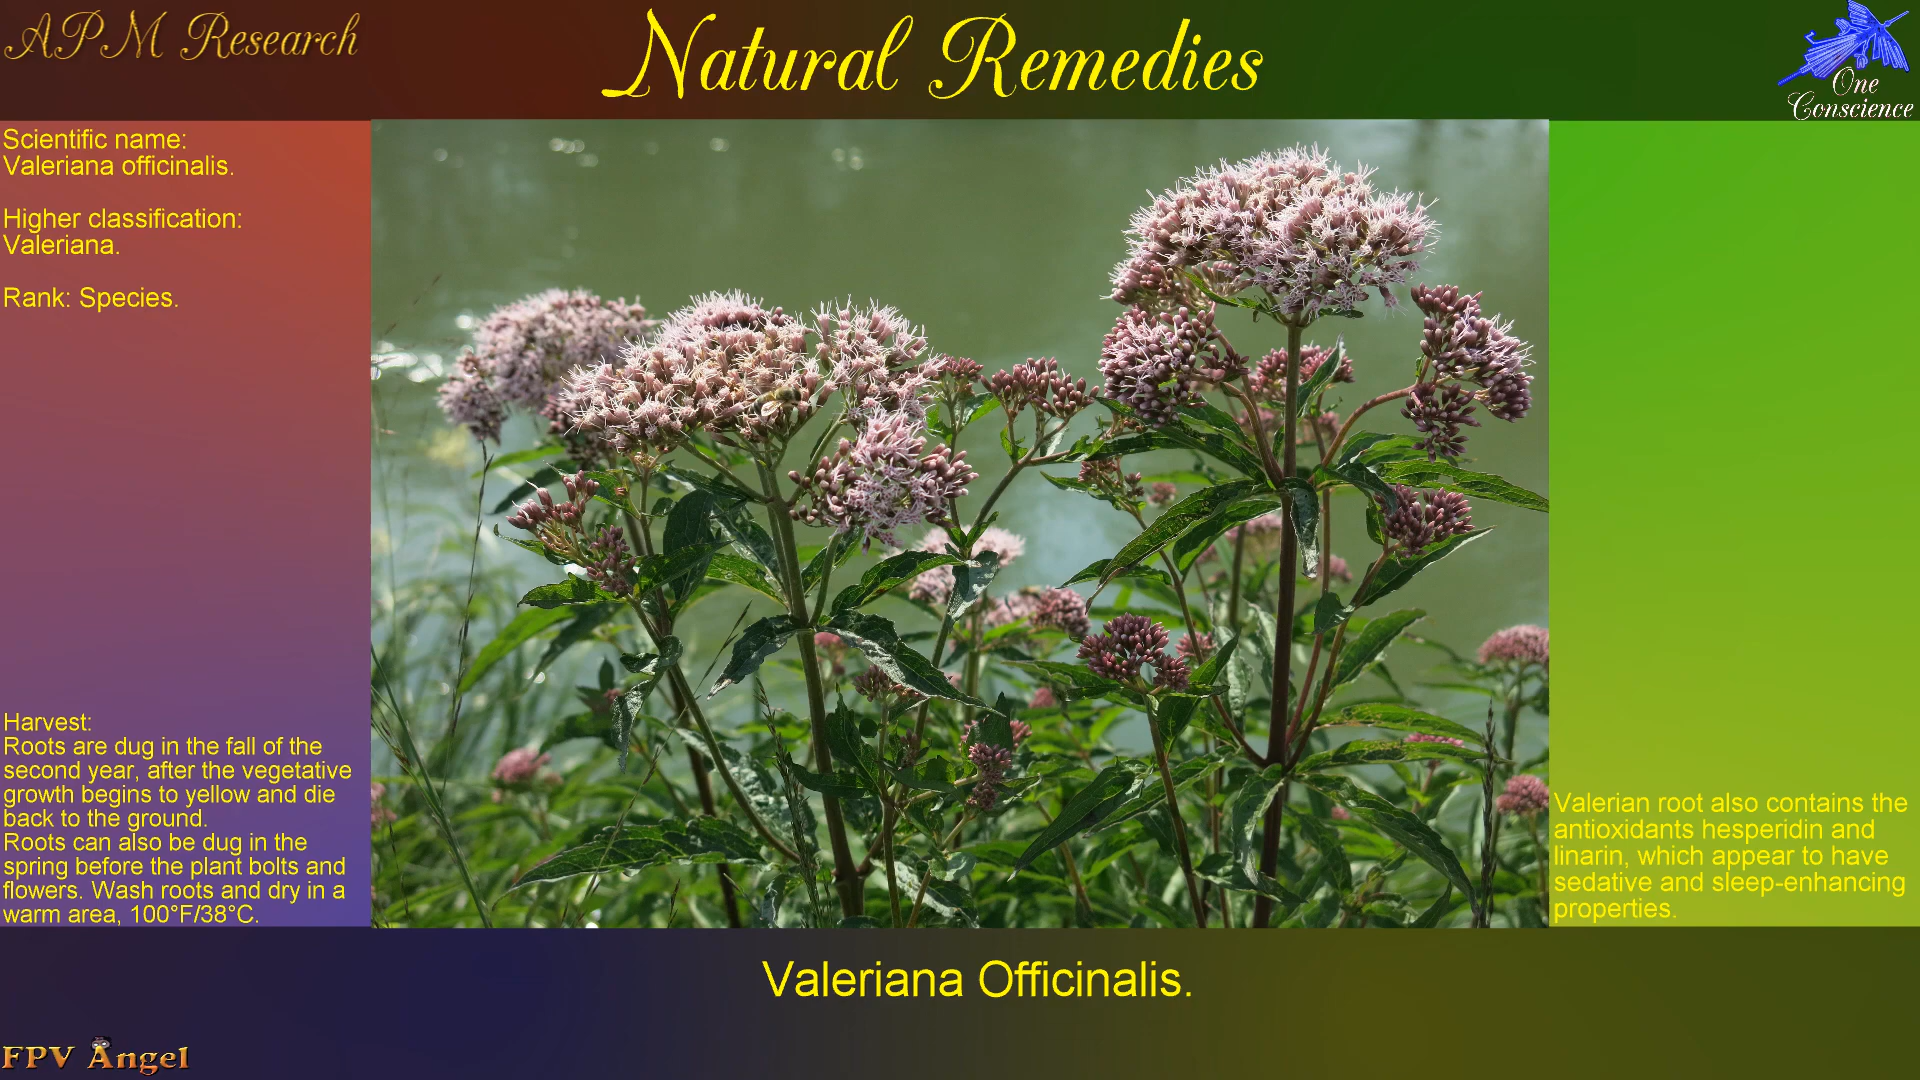 APM Research
Natural Remedies
One
Conscience
Scientific name:
Valeriana officinalis.
Higher classification:
Valeriana.
Rank: Species.
Harvest:
Roots are dug in the fall of the
second year, after the vegetative
growth begins to yellow and die
back to the ground.
Roots can also be dug in the
spring before the plant bolts and
flowers. Wash roots and dry in a
warm area, 100°F/38°C.
Valerian root also contains the
antioxidants hesperidin and
linarin, which appear to have
sedative and sleep-enhancing
properties.
Valeriana Officinalis.
FPV Angel